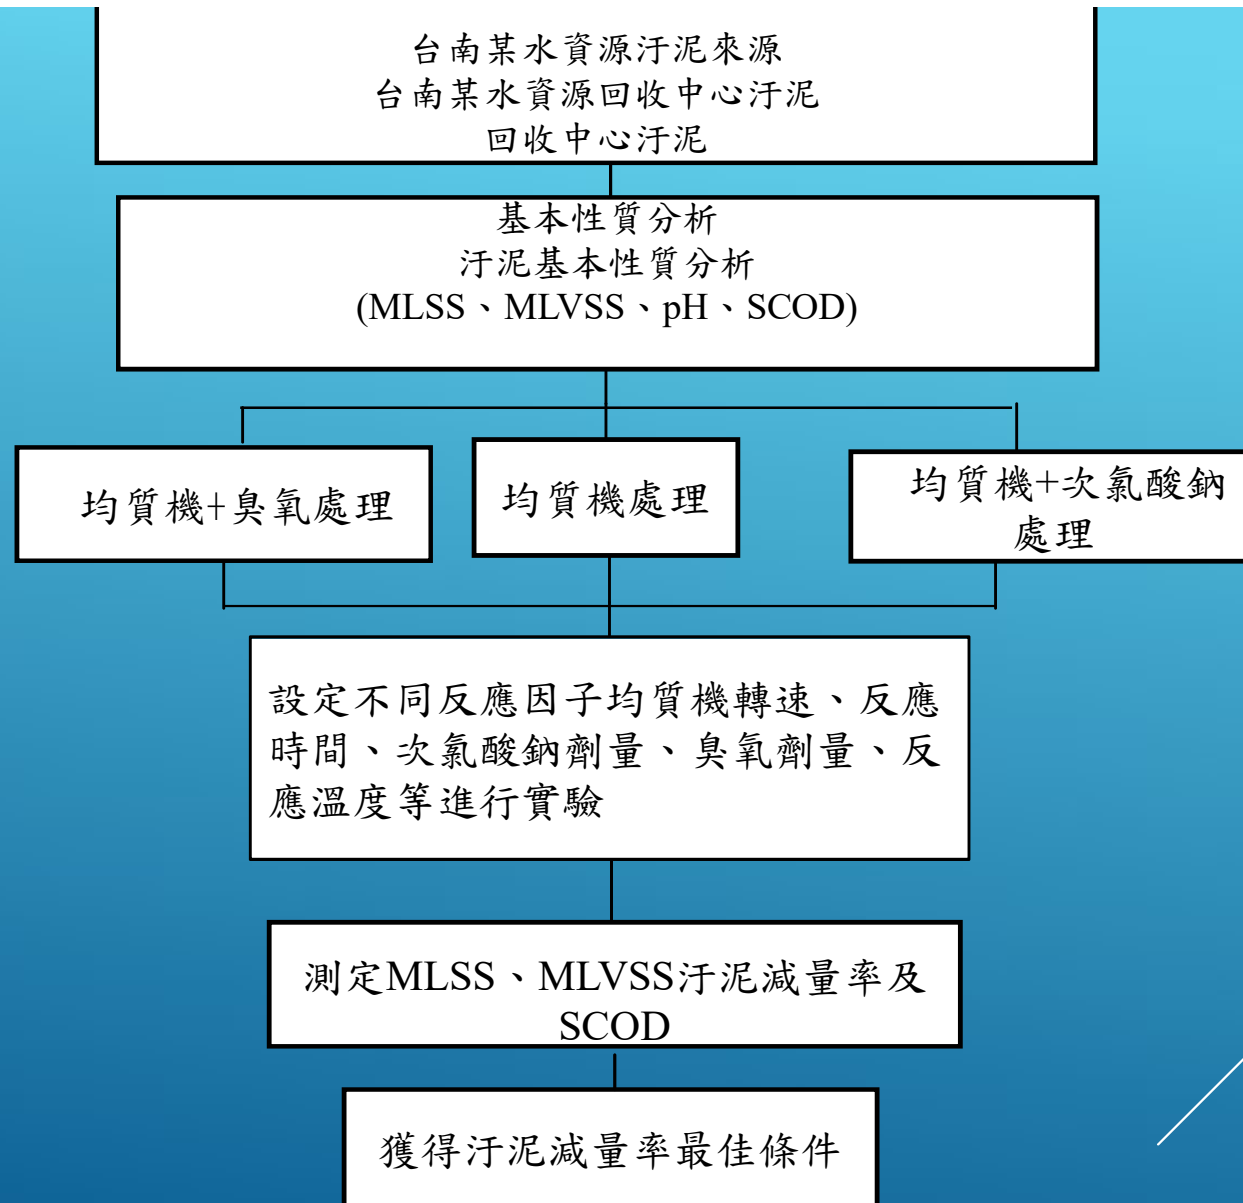 台南某水資源汙泥來源
台南某水資源回收中心汙泥
回收中心汙泥
基本性質分析
汙泥基本性質分析
(MLSS、MLVSS、pH、SCOD)
均質機+臭氧處理
均質機處理
均質機+次氯酸鈉
處理
設定不同反應因子均質機轉速、反應
時間、次氯酸鈉劑量、臭氧劑量、反
應溫度等進行實驗
測定MLSS、MLVSS汙泥減量率及
SCOD
獲得汙泥減量率最佳條件